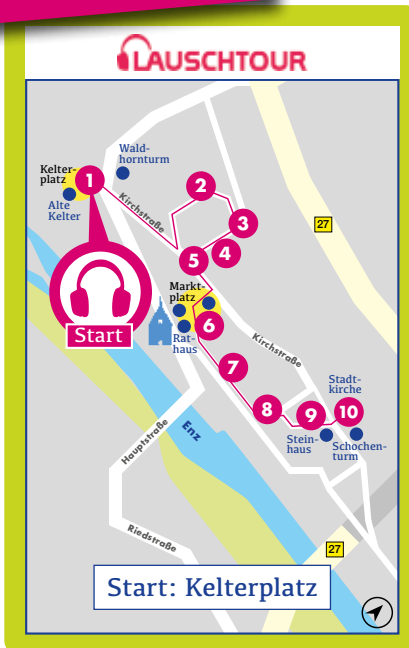 LAUSCHTOUR
Wald-
hornturm
Kelter-
platz
1
Alte
Kelter
Kirchstraße
2
3
27
4
5
Start
Markt-
platz
6
Rat-
haus
Kirchstraße
7
Stadt-
kirche
8
9
10
Stein-
haus
Schochen-
turm
Hauptstraße
Enz
Riedstraße
27
Start: Kelterplatz